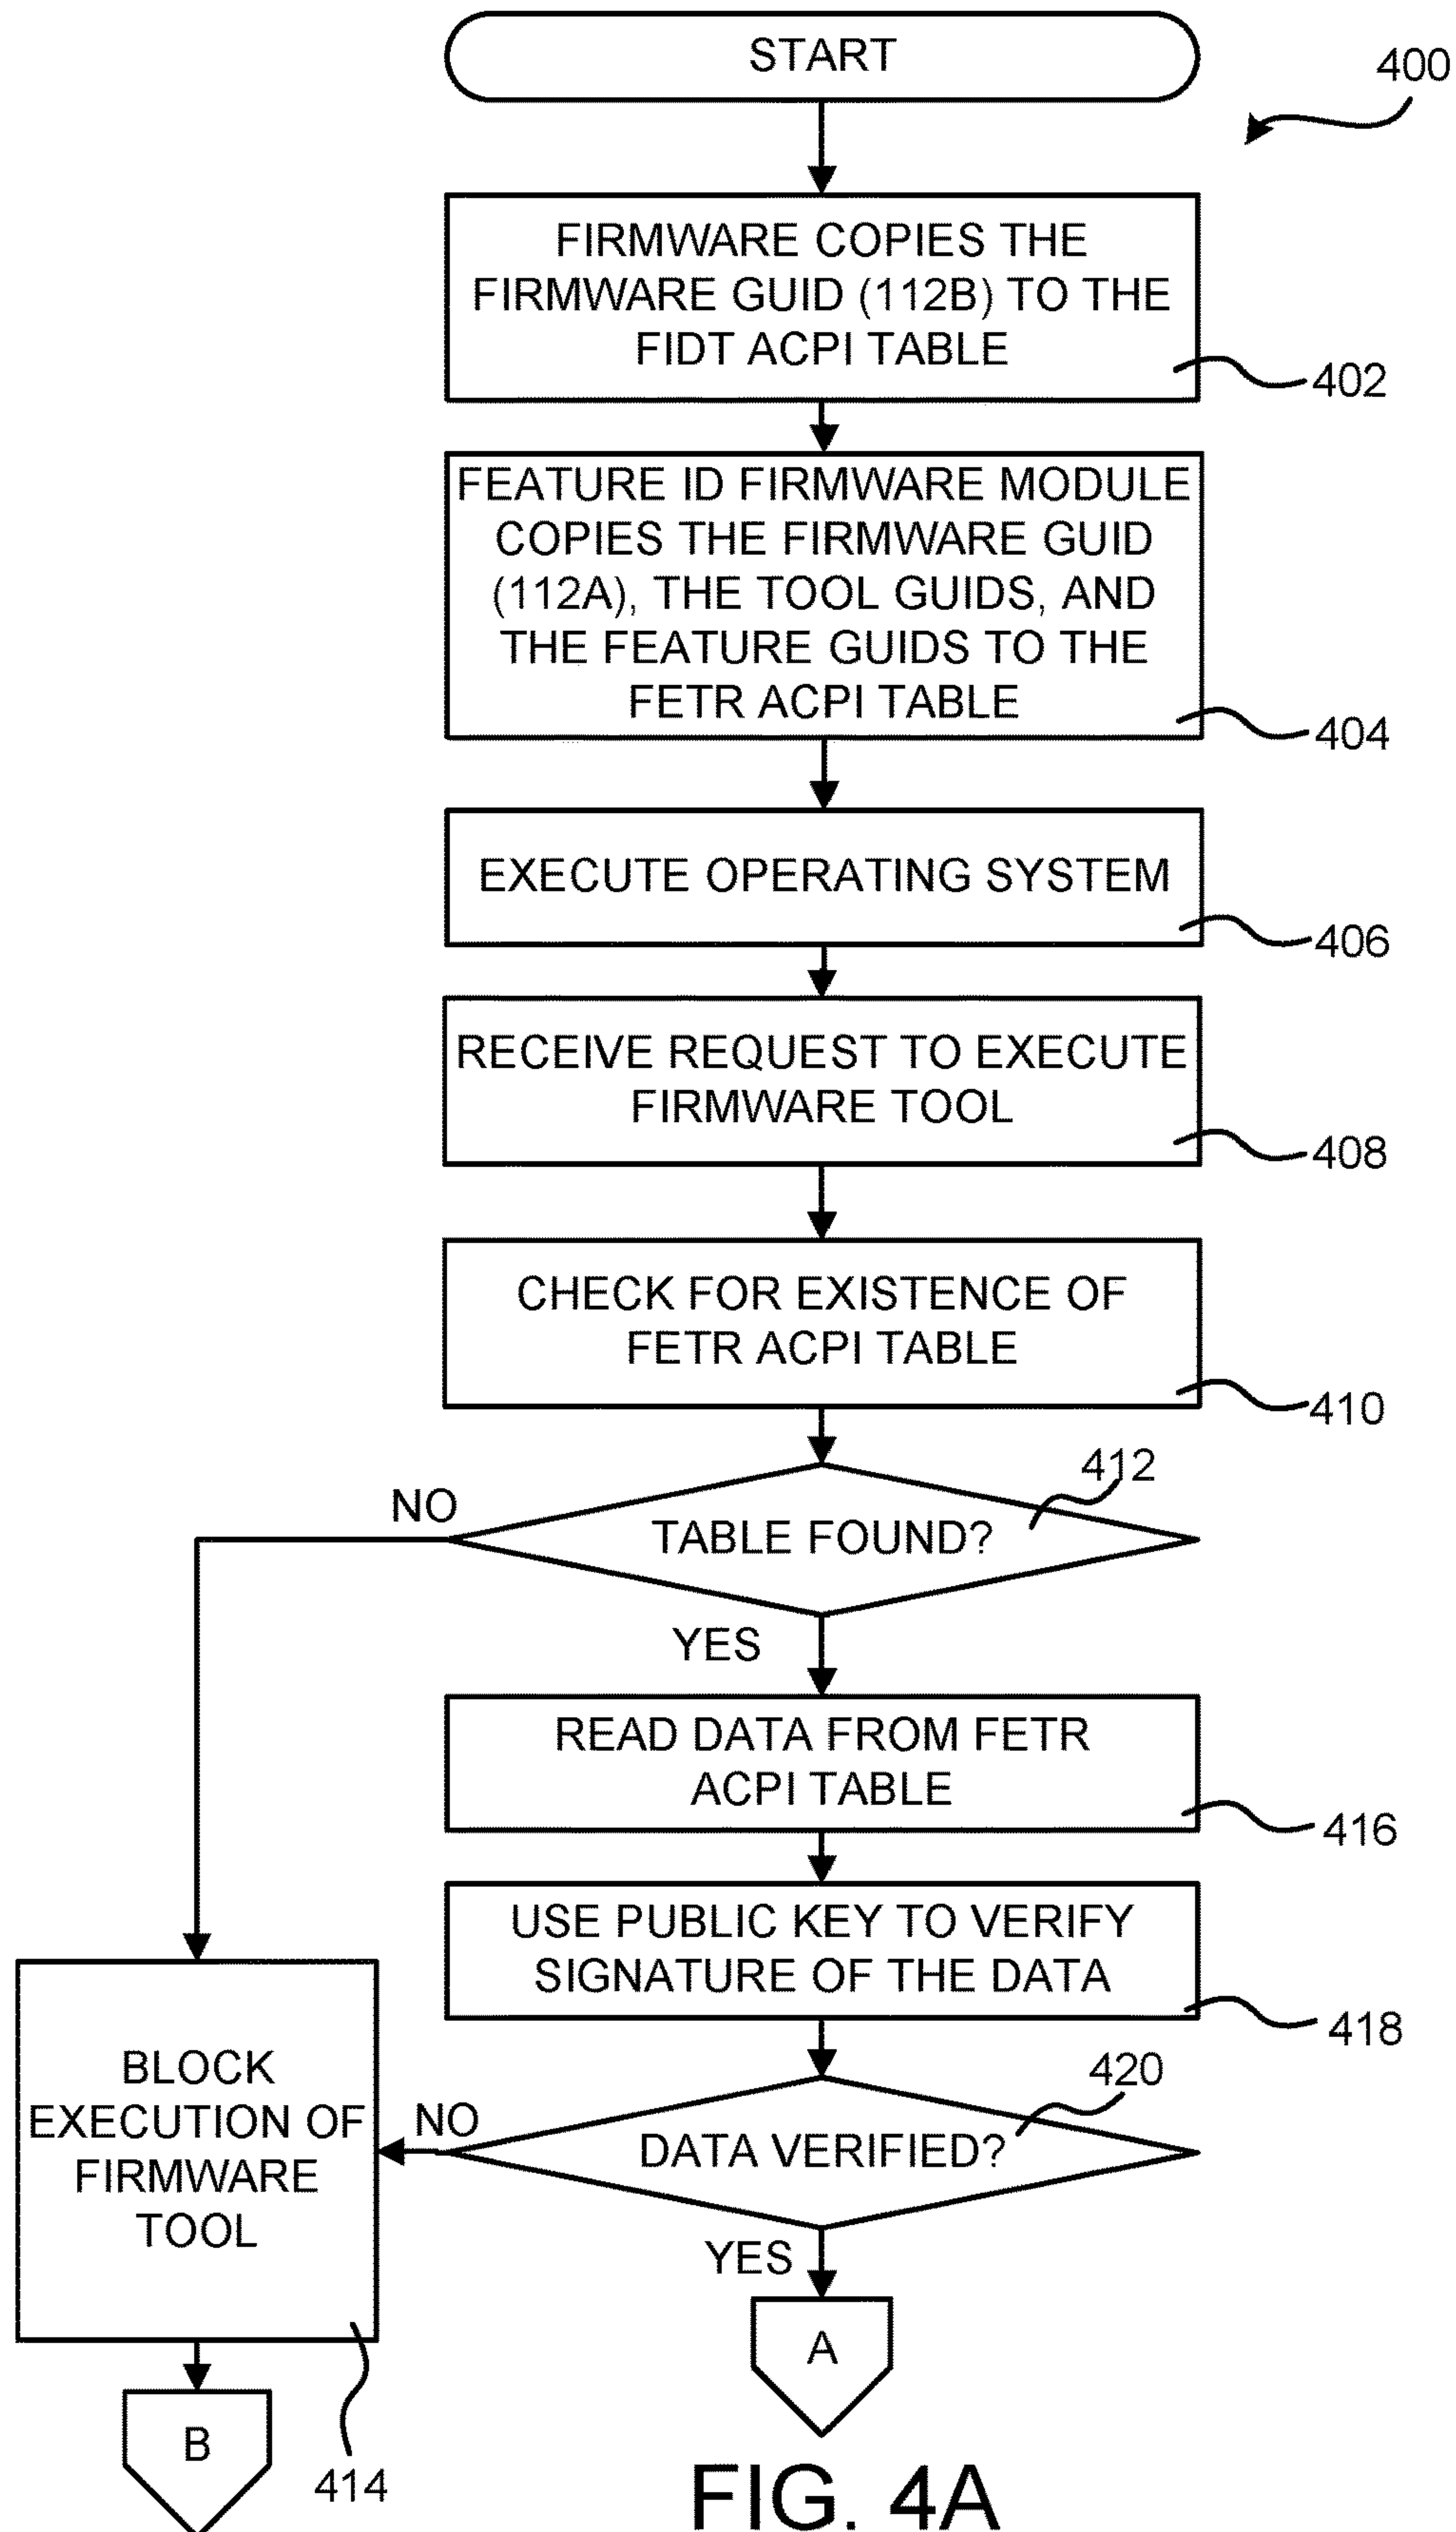 START
400
FIRMWARE COPIES THE
FIRMWARE GUID (112B) TO THE
FIDT ACPI TABLE
402
FEATURE ID FIRMWARE MODULE
COPIES THE FIRMWARE GUID
(112A), THE TOOL GUIDS, AND
THE FEATURE GUIDS TO THE
FETR ACPI TABLE
404
EXECUTE OPERATING SYSTEM
406
RECEIVE REQUEST TO EXECUTE
FIRMWARE TOOL
408
CHECK FOR EXISTENCE OF
FETR ACPI TABLE
410
412
NO
TABLE FOUND?
YES
READ DATA FROM FETR
ACPI TABLE
416
USE PUBLIC KEY TO VERIFY
SIGNATURE OF THE DATA
418
420
NO
DATA VERIFIED?
YES
BLOCK
EXECUTION OF
FIRMWARE
TOOL
414
A
B
FIG. 4A